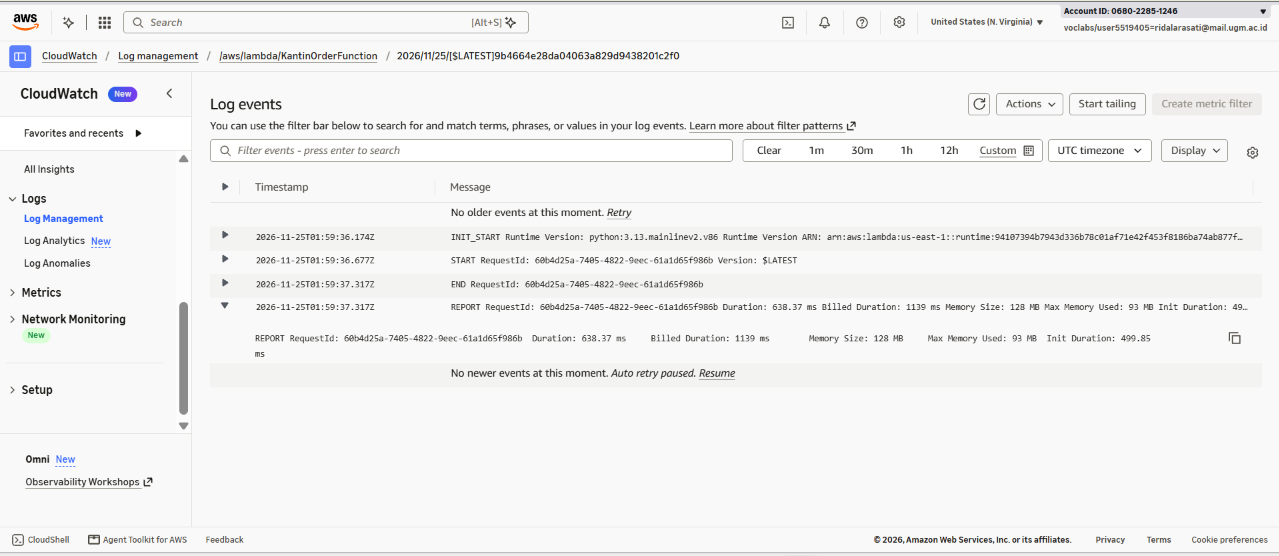 aws
Search [Alt+S]
United States (N. Virginia)
Account ID: 0680-2285-1246
voclabs/user5519405=ridalarasati@mail.ugm.ac.id
CloudWatch / Log management / /aws/lambda/KantinOrderFunction / 2026/11/25/[$LATEST]9b4664e28da04063a829d9438201c2f0
CloudWatch New
Favorites and recents
All Insights
Logs
Log Management
Log Analytics New
Log Anomalies
Metrics
Network Monitoring
New
Setup
Omni New
Observability Workshops
Log events
Actions
Start tailing
Create metric filter
You can use the filter bar below to search for and match terms, phrases, or values in your log events. Learn more about filter patterns
Filter events - press enter to search
Clear 1m 30m 1h 12h Custom
UTC timezone
Display
Timestamp Message
No older events at this moment. Retry
2026-11-25T01:59:36.174Z INIT_START Runtime Version: python:3.13.mainlinev2.v86 Runtime Version ARN: arn:aws:lambda:us-east-1::runtime:94107394b7943d336b78c01af71e42f453f8186ba74ab877f…
2026-11-25T01:59:36.677Z START RequestId: 60b4d25a-7405-4822-9eec-61a1d65f986b Version: $LATEST
2026-11-25T01:59:37.317Z END RequestId: 60b4d25a-7405-4822-9eec-61a1d65f986b
2026-11-25T01:59:37.317Z REPORT RequestId: 60b4d25a-7405-4822-9eec-61a1d65f986b Duration: 638.37 ms Billed Duration: 1139 ms Memory Size: 128 MB Max Memory Used: 93 MB Init Duration: 49…
REPORT RequestId: 60b4d25a-7405-4822-9eec-61a1d65f986b Duration: 638.37 ms Billed Duration: 1139 ms Memory Size: 128 MB Max Memory Used: 93 MB Init Duration: 499.85
ms
No newer events at this moment. Auto retry paused. Resume
CloudShell
Agent Toolkit for AWS
Feedback
© 2026, Amazon Web Services, Inc. or its affiliates.
Privacy
Terms
Cookie preferences